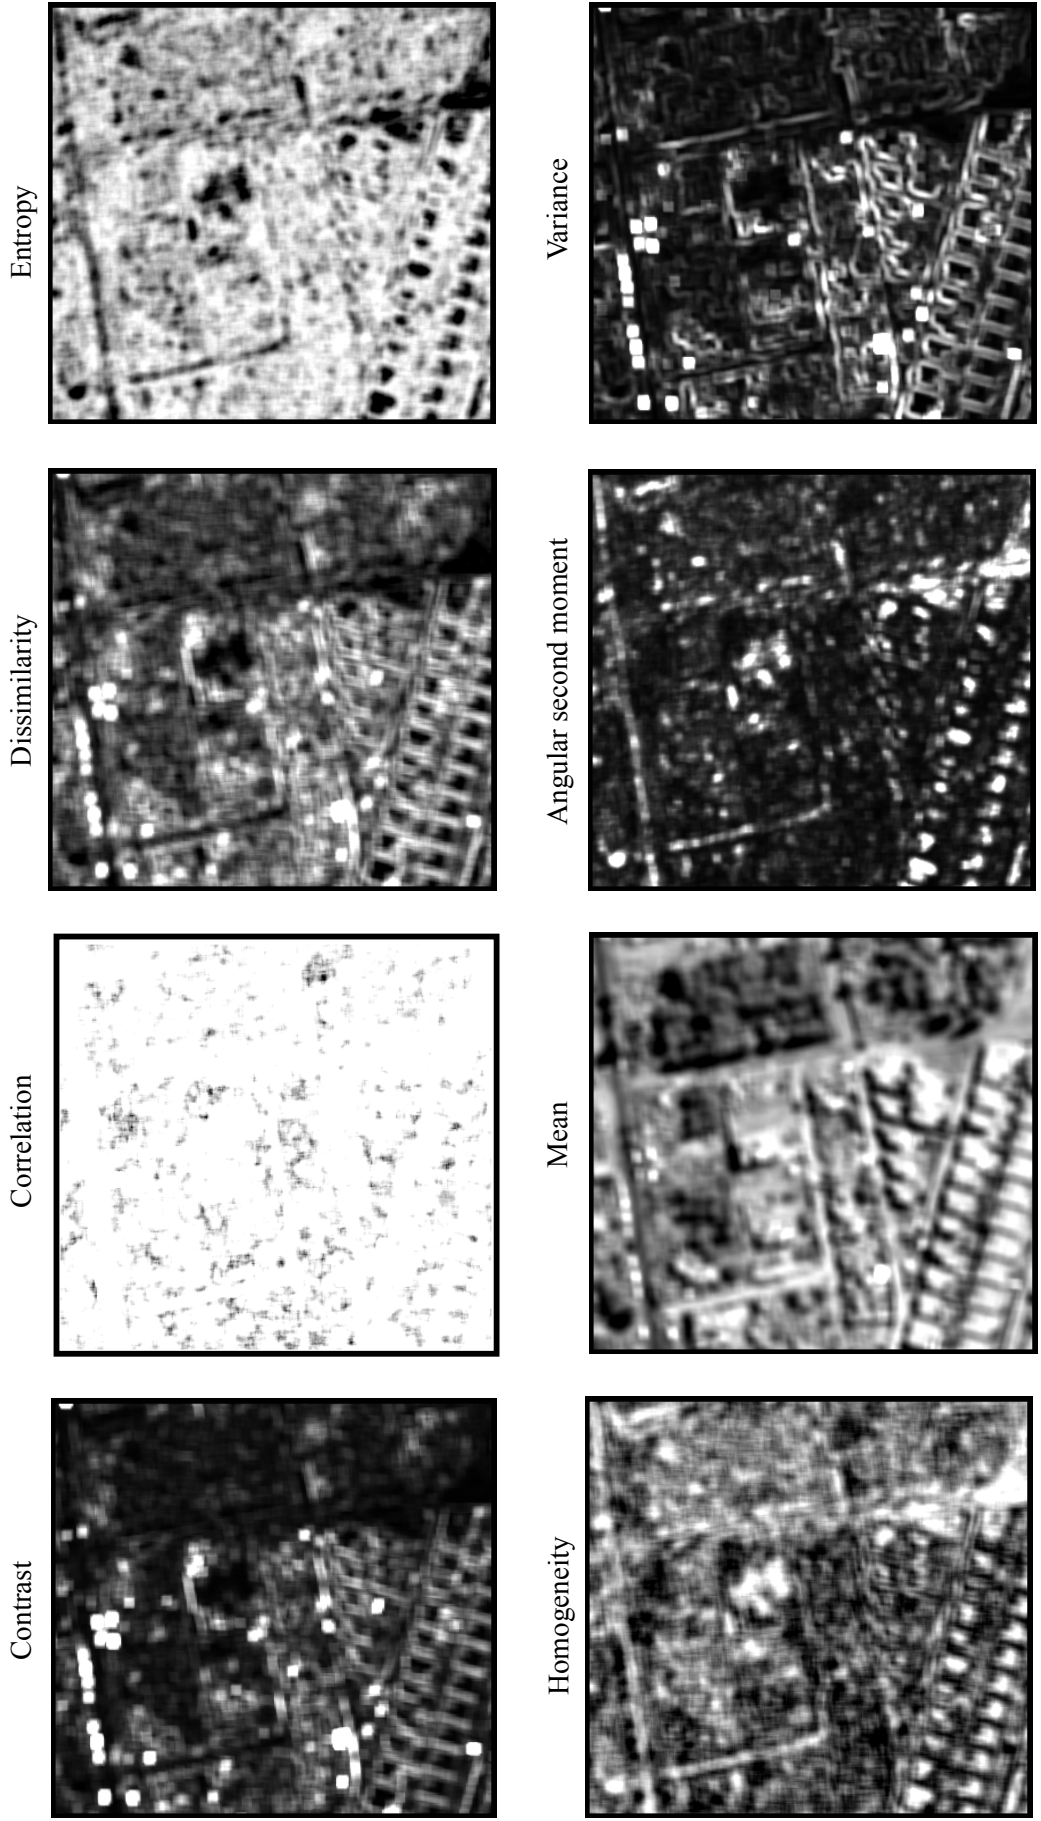 Entropy
Variance
Dissimilarity
Angular second moment
Correlation
Mean
Contrast
Homogeneity